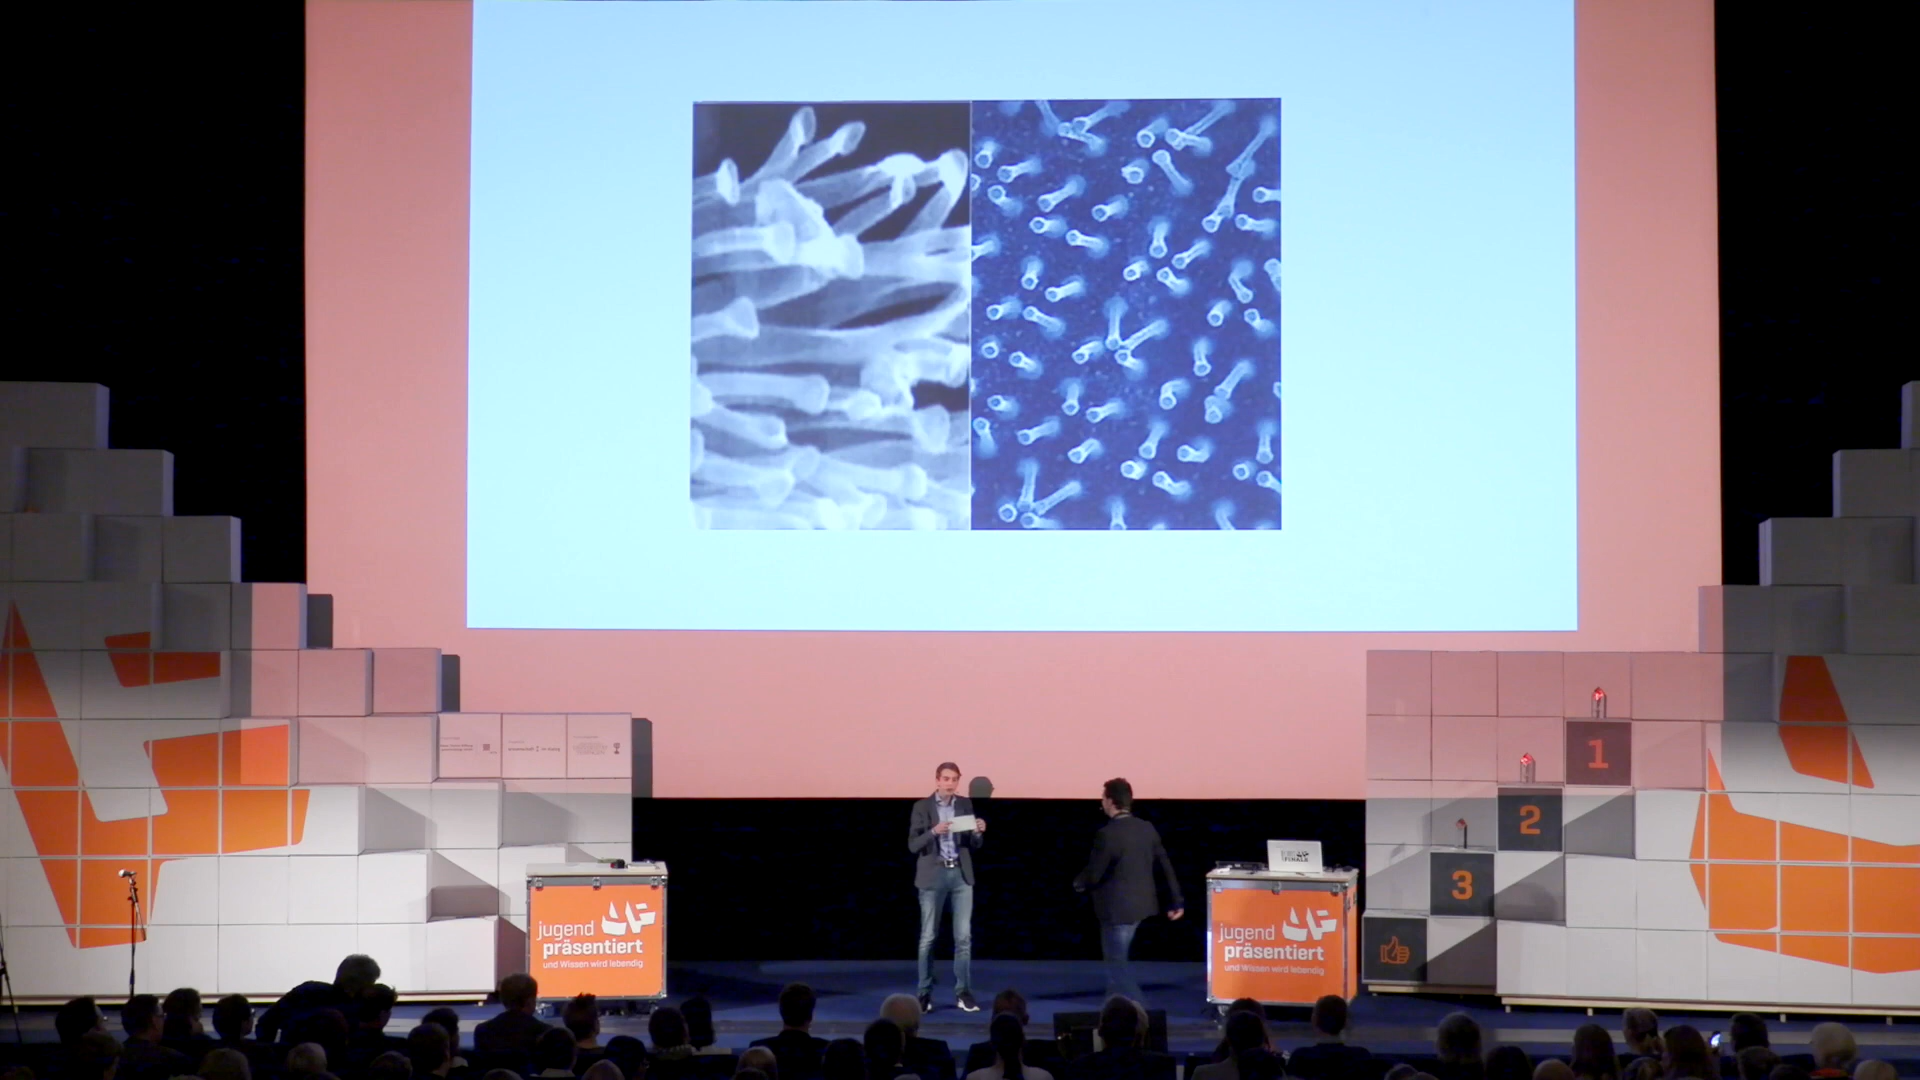 jugend
präsentiert
und Wissen wird lebendig
jugend
präsentiert
und Wissen wird lebendig
1
2
3